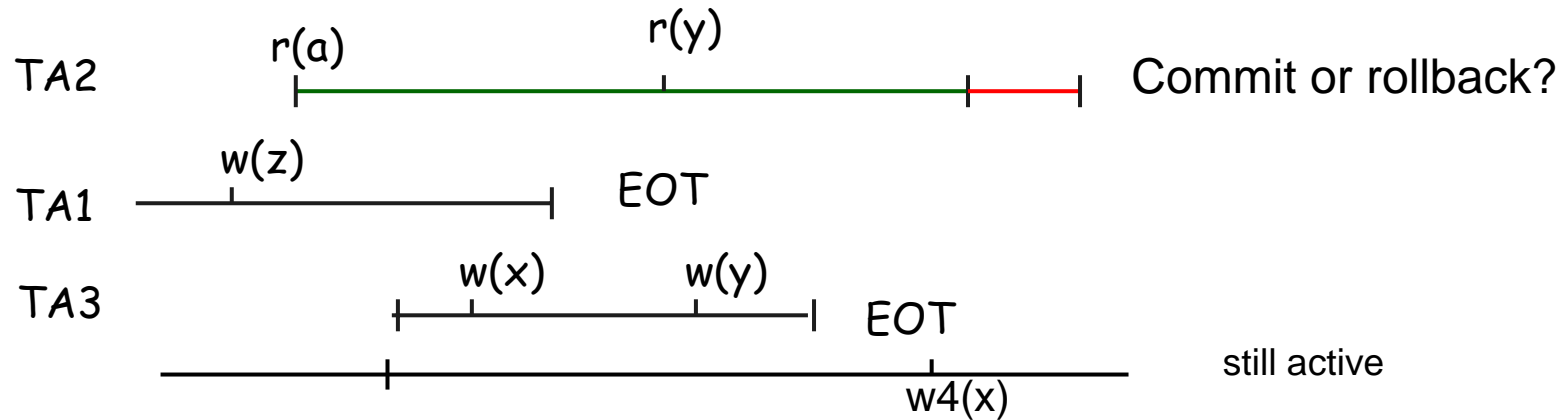 r(a) r(y)
TA2 Commit or rollback?
w(z)
TA1 EOT
w(x) w(y)
TA3 EOT
still active
w4(x)